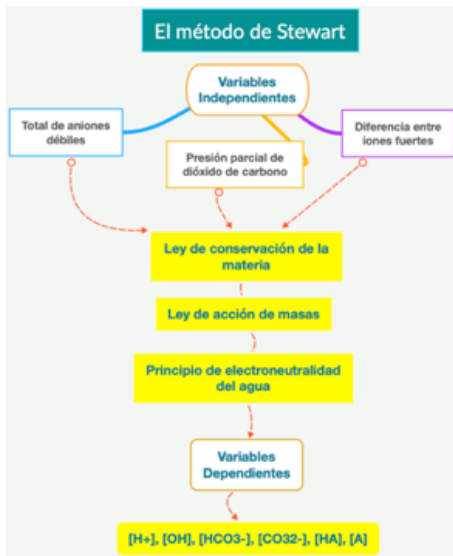 El método de Stewart
Variables
Independientes
Total de aniones
débiles
Diferencia entre
iones fuertes
Presión parcial de
dióxido de carbono
Ley de conservación de la
materia
Ley de acción de masas
Principio de electroneutralidad
del agua
Variables
Dependientes
[H+], [OH], [HCO3-], [CO32-], [HA], [A]